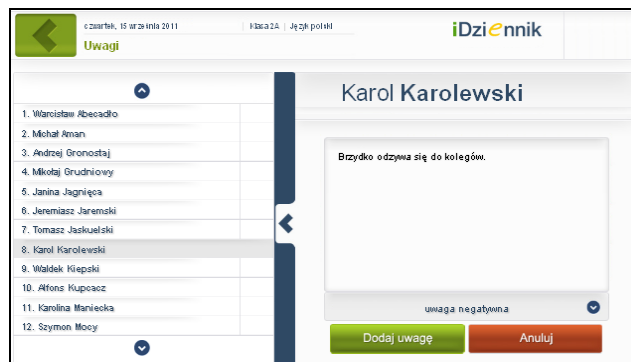 czwartek, 15 września 2011
Klasa 2A | Język polski
iDziennik
Uwagi
Karol Karolewski
1. Warcisław Abecadło
2. Michał Aman
3. Andrzej Gronostaj
4. Mikołaj Grudniowy
5. Janina Jagnięca
6. Jeremiasz Jaremski
7. Tomasz Jaskuelski
8. Karol Karolewski
9. Waldek Kiepski
10. Alfons Kupcacz
11. Karolina Maniecka
12. Szymon Mocy
Brzydko odzywa się do kolegów.
uwaga negatywna
Dodaj uwagę
Anuluj